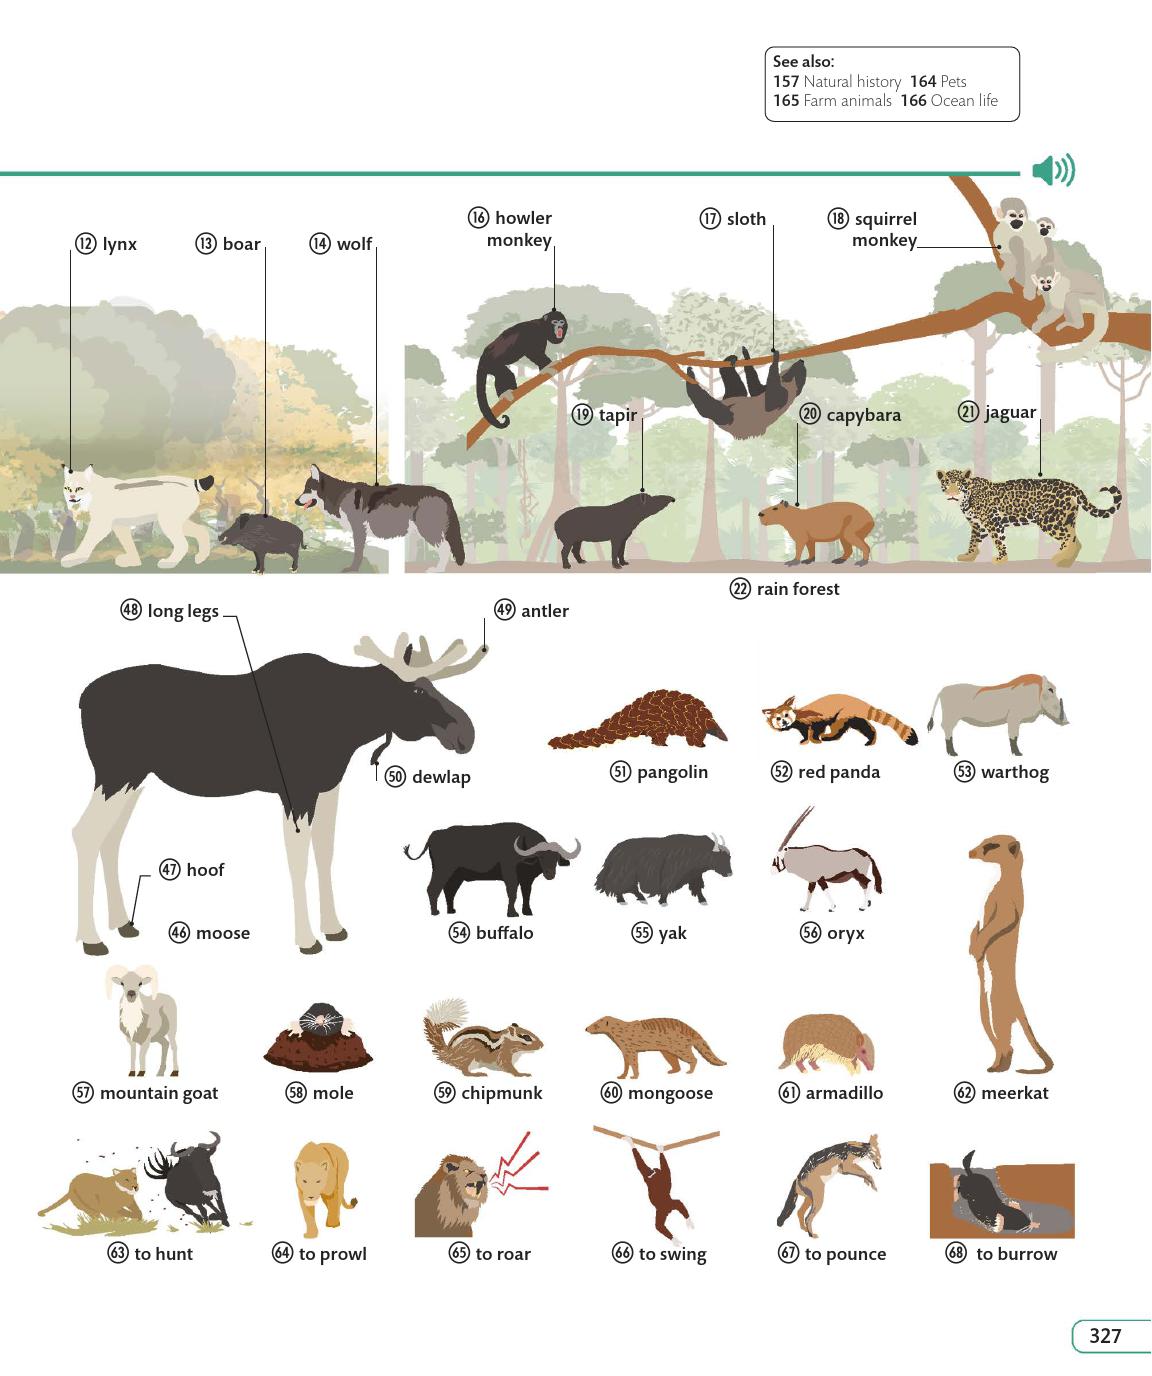 See also:
157 Natural history 164 Pets
165 Farm animals 166 Ocean life
12 lynx
13 boar
14 wolf
16 howler
monkey
17 sloth
18 squirrel
monkey
19 tapir
20 capybara
21 jaguar
22 rain forest
48 long legs
49 antler
50 dewlap
47 hoof
46 moose
51 pangolin
52 red panda
53 warthog
54 buffalo
55 yak
56 oryx
57 mountain goat
58 mole
59 chipmunk
60 mongoose
61 armadillo
62 meerkat
63 to hunt
64 to prowl
65 to roar
66 to swing
67 to pounce
68 to burrow
327